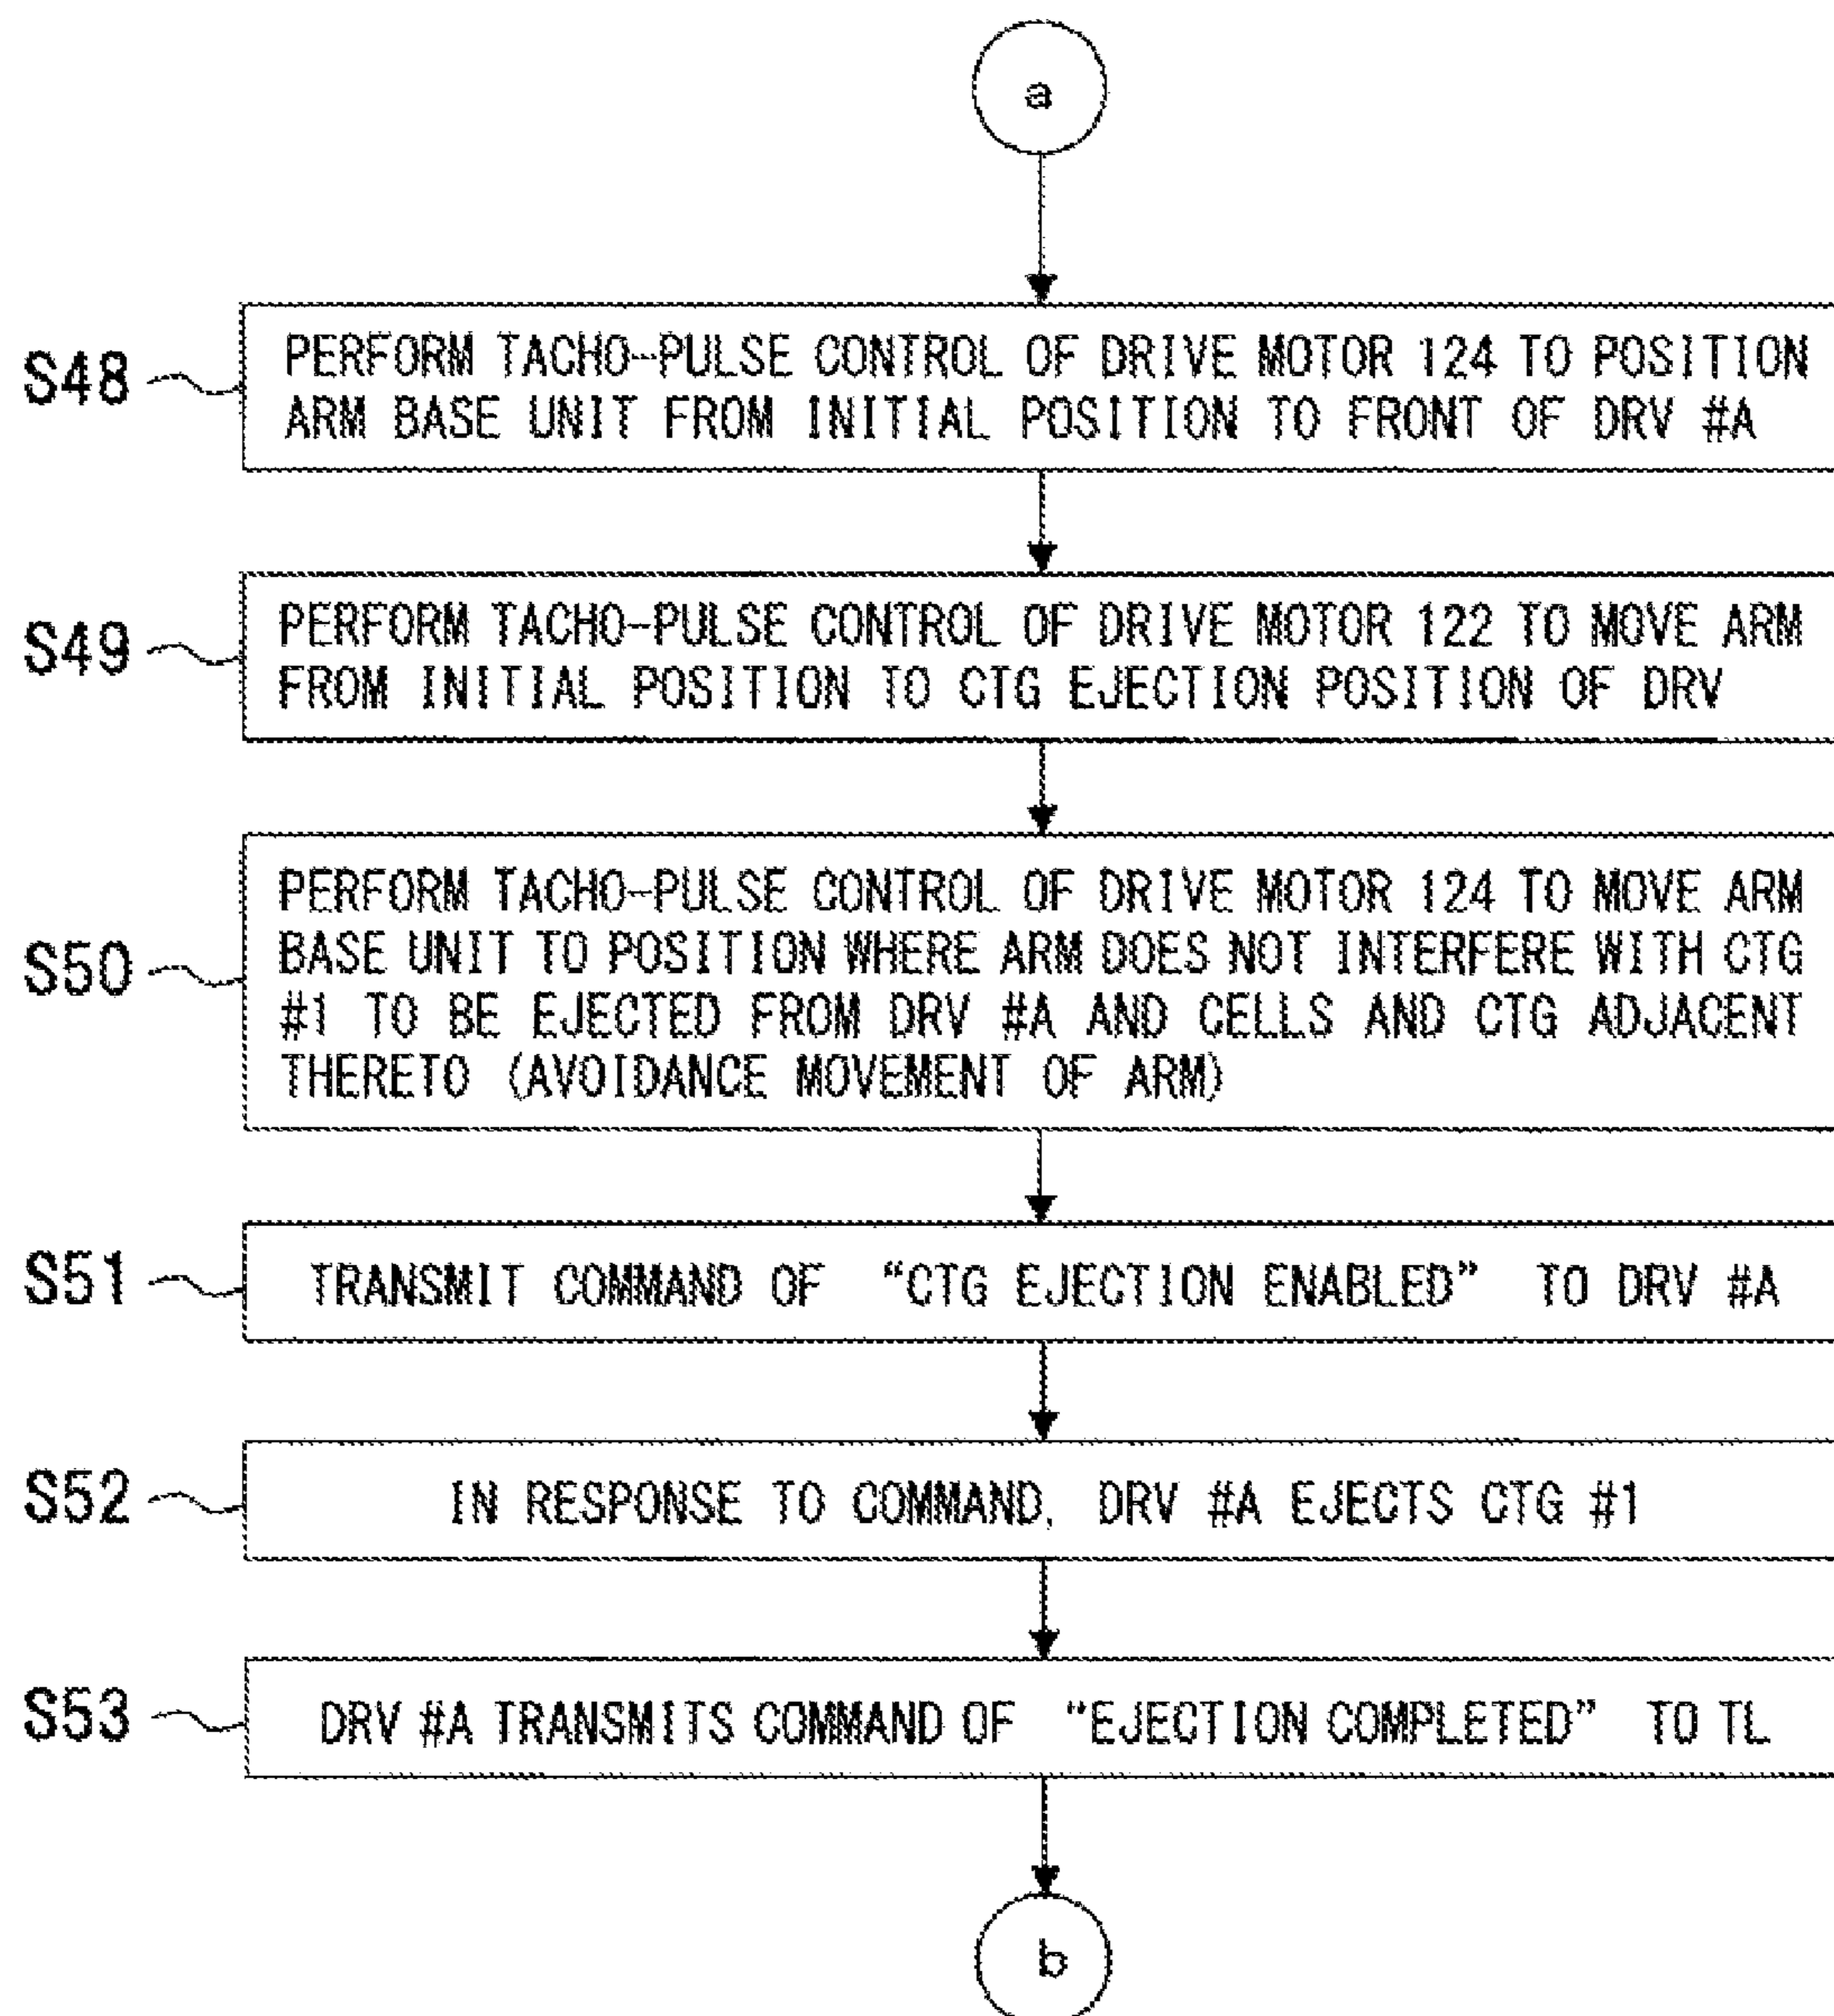 a
S48
PERFORM TACHO-PULSE CONTROL OF DRIVE MOTOR 124 TO POSITION
ARM BASE UNIT FROM INITIAL POSITION TO FRONT OF DRV #A
S49
PERFORM TACHO-PULSE CONTROL OF DRIVE MOTOR 122 TO MOVE ARM
FROM INITIAL POSITION TO CTG EJECTION POSITION OF DRV
S50
PERFORM TACHO-PULSE CONTROL OF DRIVE MOTOR 124 TO MOVE ARM
BASE UNIT TO POSITION WHERE ARM DOES NOT INTERFERE WITH CTG
#1 TO BE EJECTED FROM DRV #A AND CELLS AND CTG ADJACENT
THERETO (AVOIDANCE MOVEMENT OF ARM)
S51
TRANSMIT COMMAND OF “CTG EJECTION ENABLED” TO DRV #A
S52
IN RESPONSE TO COMMAND, DRV #A EJECTS CTG #1
S53
DRV #A TRANSMITS COMMAND OF “EJECTION COMPLETED” TO TL
b